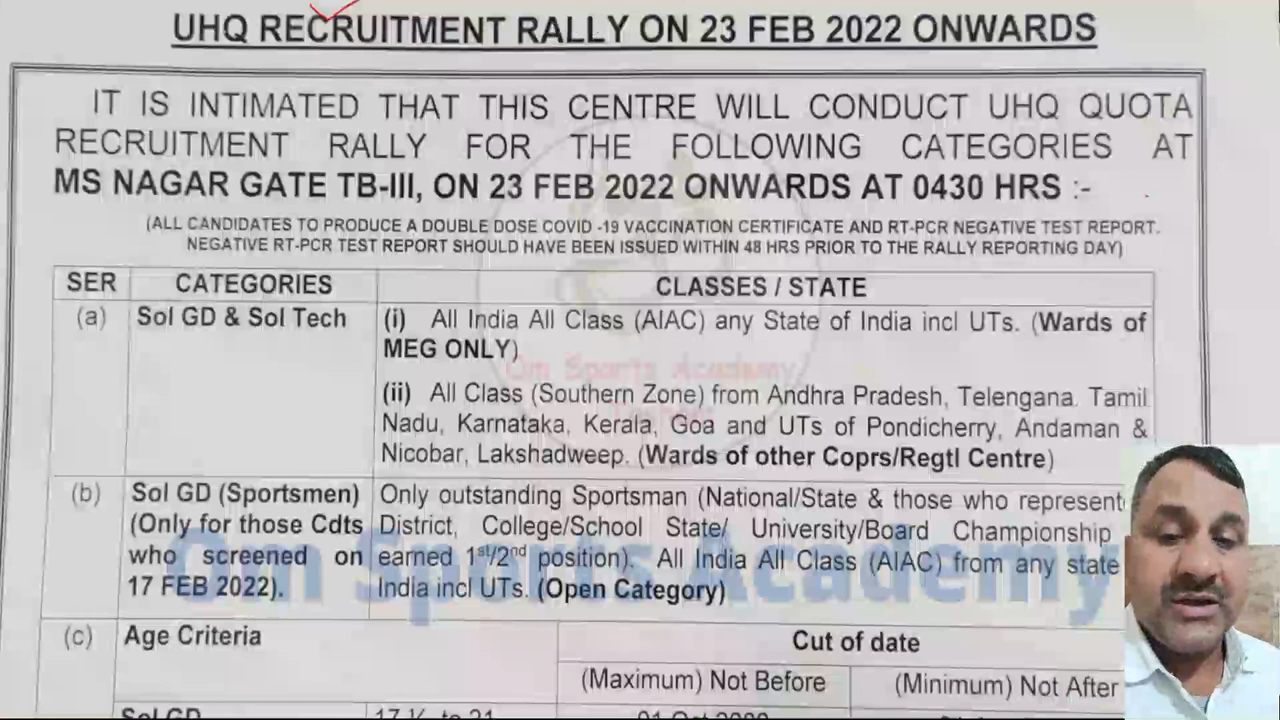 UHQ RECRUITMENT RALLY ON 23 FEB 2022 ONWARDS
IT IS INTIMATED THAT THIS CENTRE WILL CONDUCT UHQ QUOTA
RECRUITMENT RALLY FOR THE FOLLOWING CATEGORIES AT
MS NAGAR GATE TB-III, ON 23 FEB 2022 ONWARDS AT 0430 HRS :-
(ALL CANDIDATES TO PRODUCE A DOUBLE DOSE COVID -19 VACCINATION CERTIFICATE AND RT-PCR NEGATIVE TEST REPORT.
NEGATIVE RT-PCR TEST REPORT SHOULD HAVE BEEN ISSUED WITHIN 48 HRS PRIOR TO THE RALLY REPORTING DAY)
SER CATEGORIES CLASSES / STATE
(a) Sol GD & Sol Tech (i) All India All Class (AIAC) any State of India incl UTs. (Wards of
MEG ONLY)
Om Sports Academy
(ii) All Class (Southern Zone) from Andhra Pradesh, Telengana. Tamil
Nadu, Karnataka, Kerala, Goa and UTs of Pondicherry, Andaman &
Nicobar, Lakshadweep. (Wards of other Coprs/Regtl Centre)
(b) Sol GD (Sportsmen) Only outstanding Sportsman (National/State & those who represent
(Only for those Cdts District, College/School State/ University/Board Championship
who screened on earned 1st/2nd position). All India All Class (AIAC) from any state
17 FEB 2022). India incl UTs. (Open Category)
Om Sports Academy
(c) Age Criteria Cut of date
(Maximum) Not Before (Minimum) Not After
Sol GD